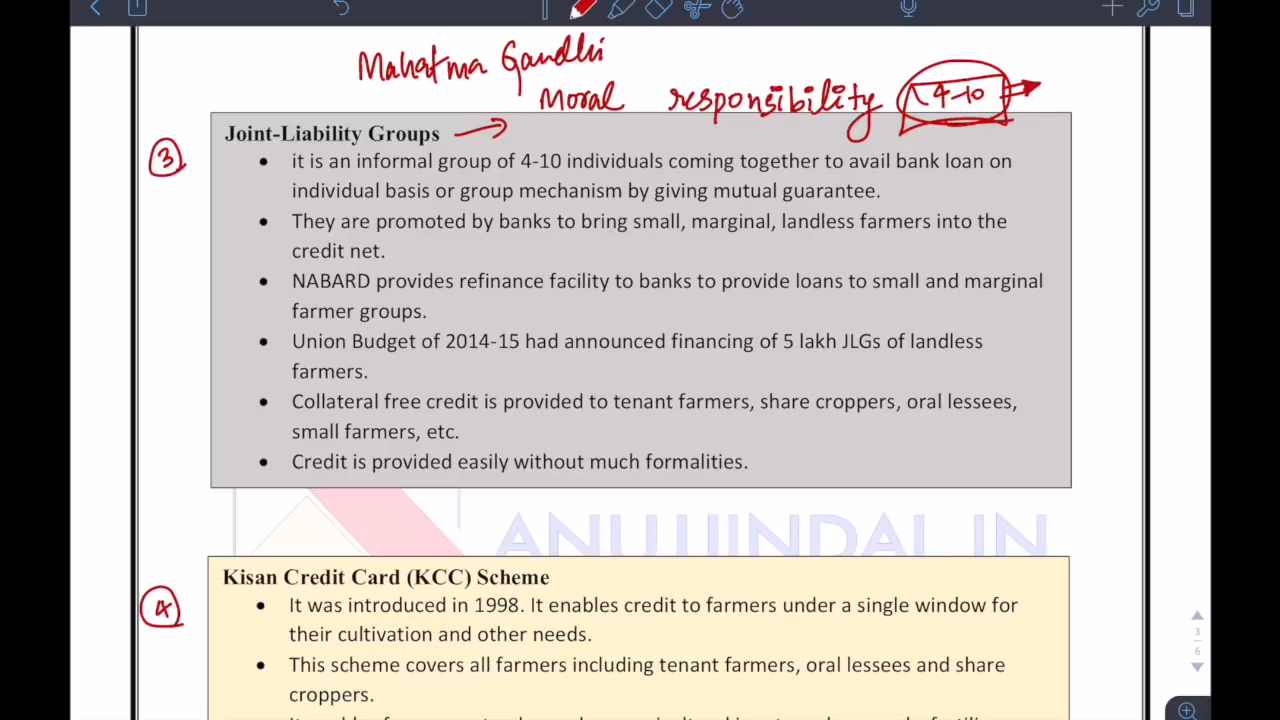 Mahatma Gandhi
Moral responsibility 4-10
3
Joint-Liability Groups
• it is an informal group of 4-10 individuals coming together to avail bank loan on
individual basis or group mechanism by giving mutual guarantee.
• They are promoted by banks to bring small, marginal, landless farmers into the
credit net.
• NABARD provides refinance facility to banks to provide loans to small and marginal
farmer groups.
• Union Budget of 2014-15 had announced financing of 5 lakh JLGs of landless
farmers.
• Collateral free credit is provided to tenant farmers, share croppers, oral lessees,
small farmers, etc.
• Credit is provided easily without much formalities.
ANUJJINDAL.IN
4
Kisan Credit Card (KCC) Scheme
• It was introduced in 1998. It enables credit to farmers under a single window for
their cultivation and other needs.
• This scheme covers all farmers including tenant farmers, oral lessees and share
croppers.
3
6